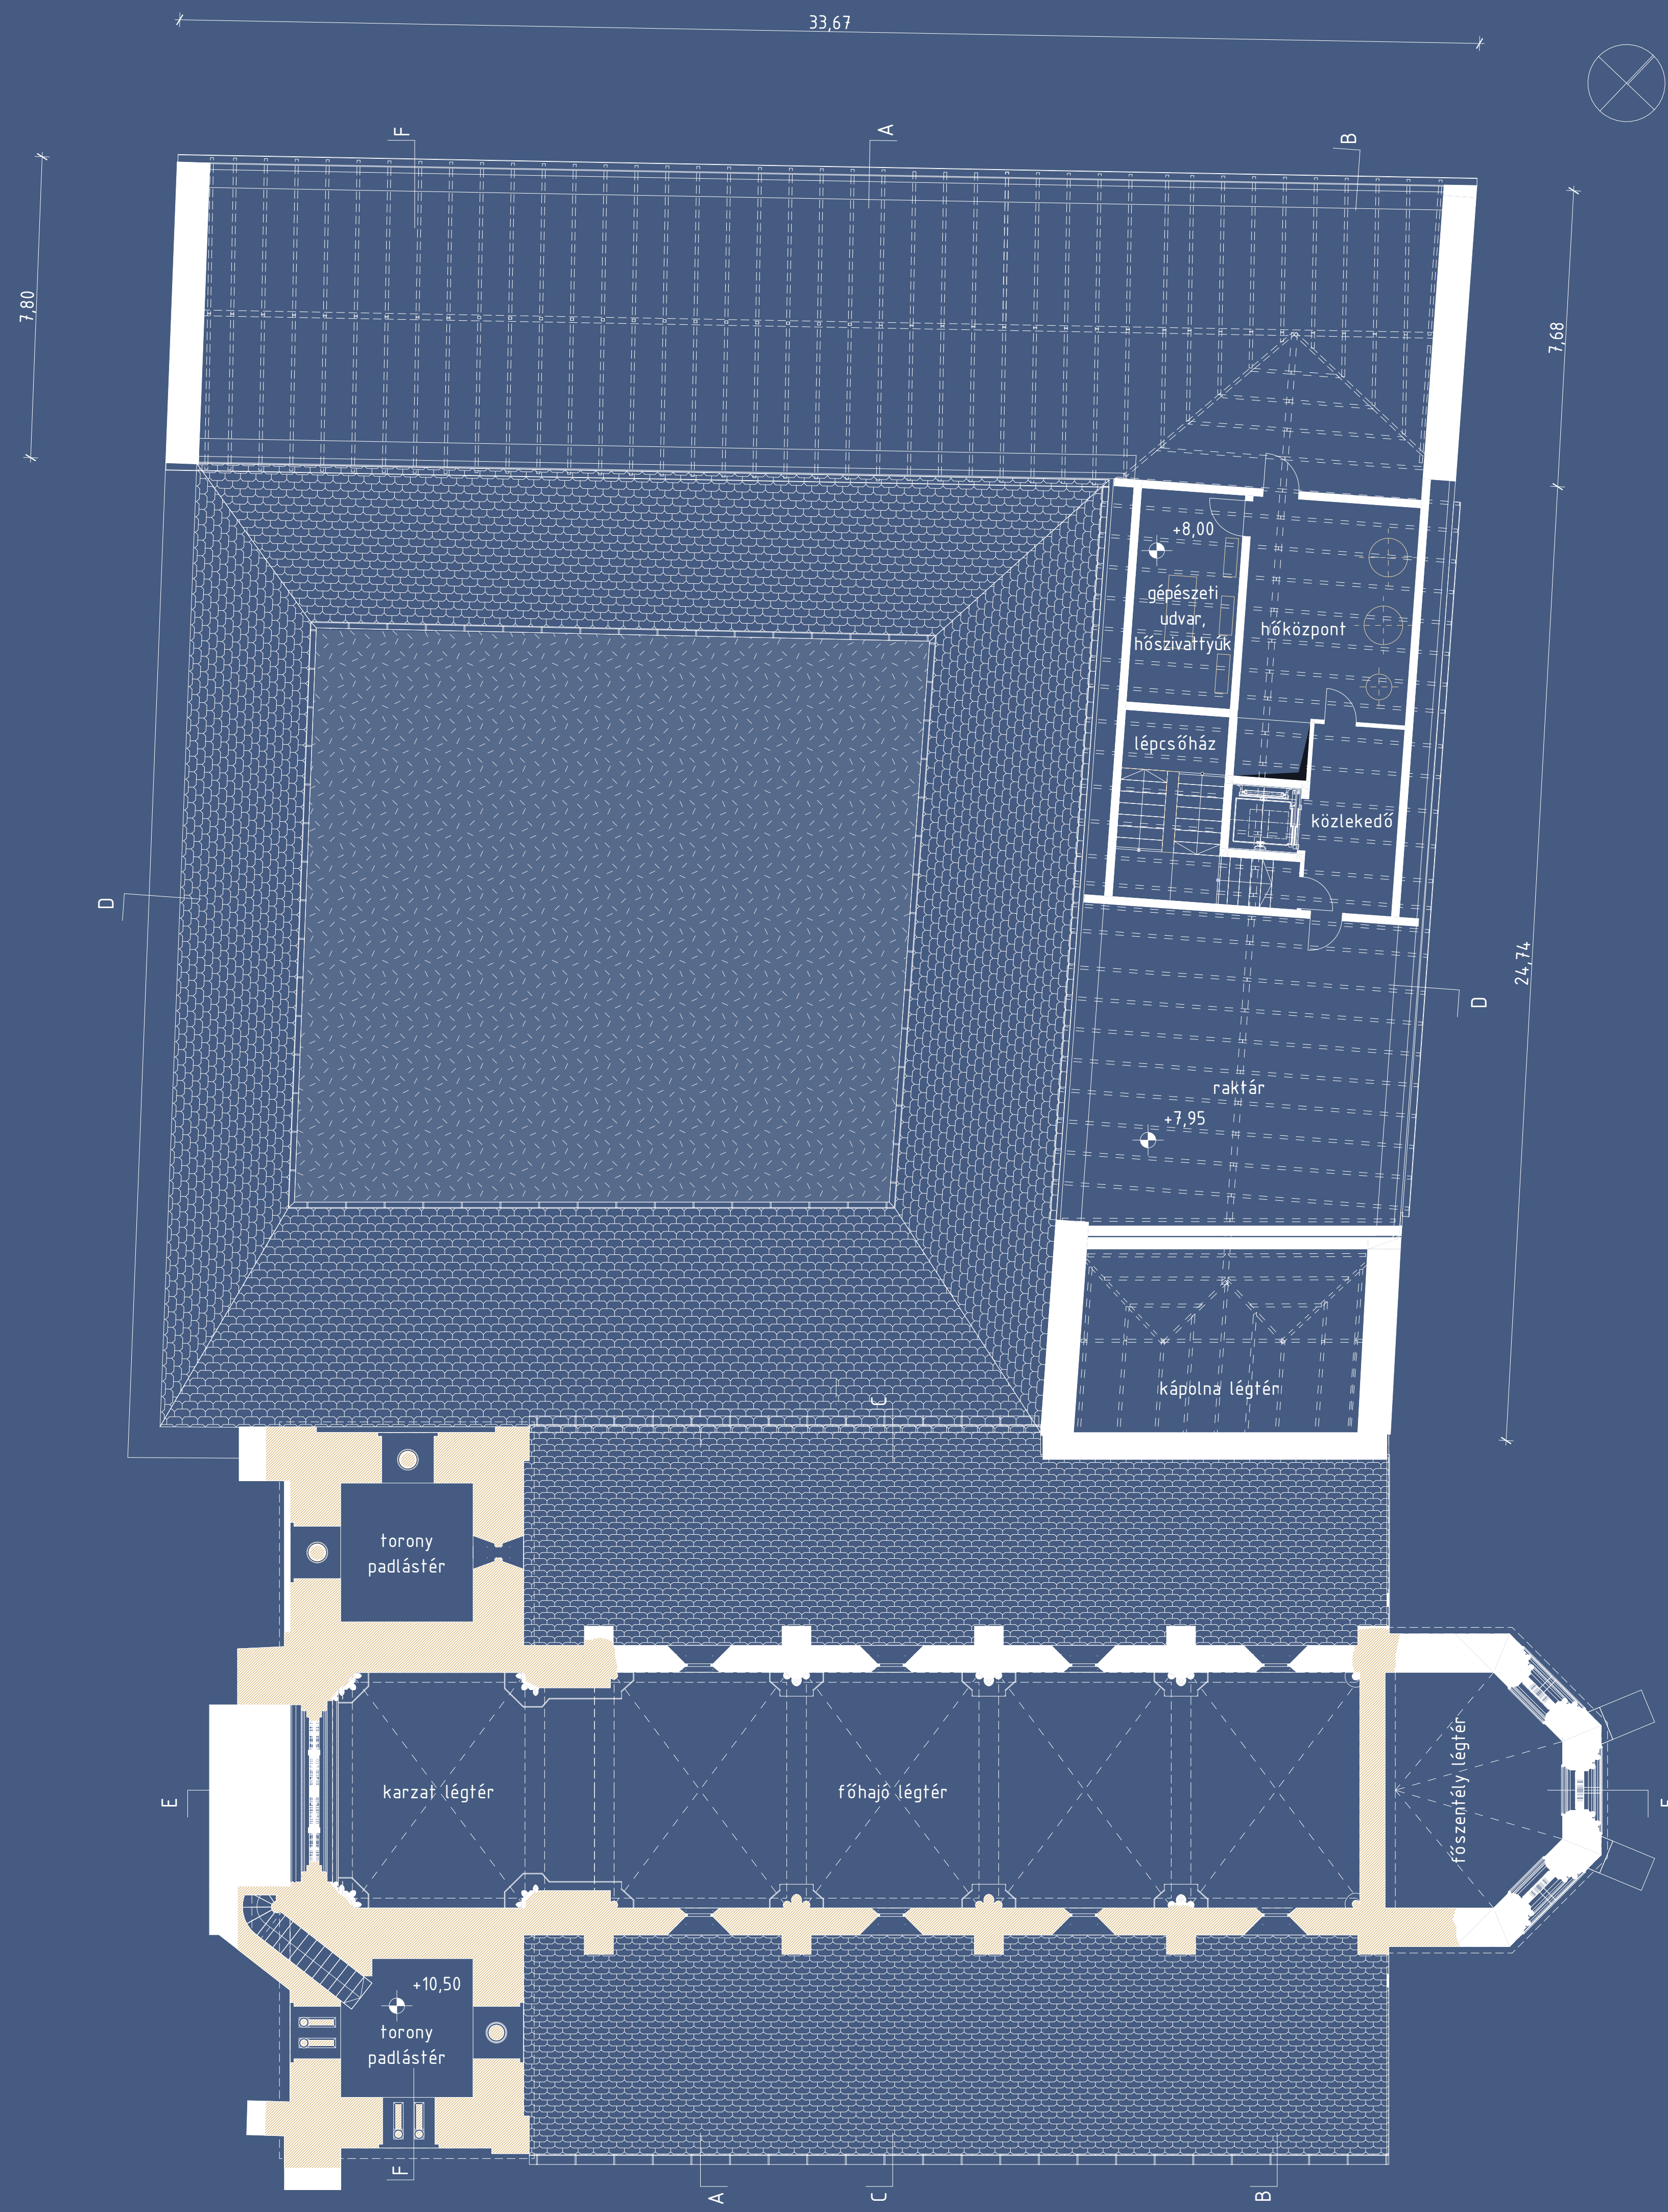 33,67
F
A
B
7,80
7,68
+8,00
gépészeti
udvar,
hőszivattyúk
hőközpont
lépcsőház
közlekedő
D
D
24,74
raktár
+7,95
kápolna légtér
C
torony
padlástér
E
karzat légtér
főhajó légtér
főszentély légtér
+10,50
torony
padlástér
F
A
C
B